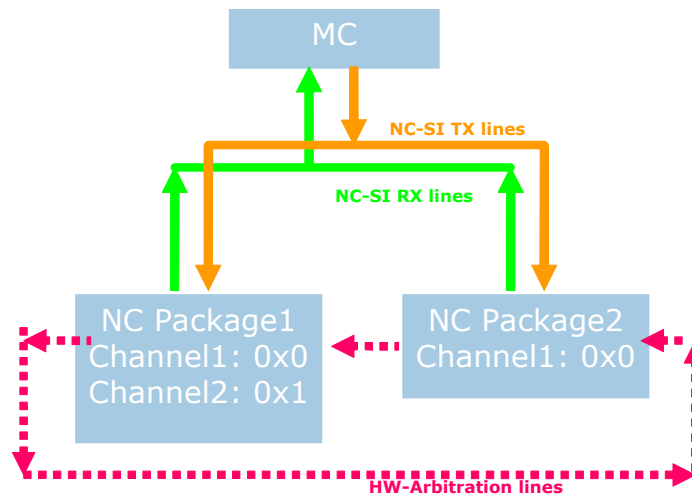 MC
NC-SI TX lines
NC-SI RX lines
NC Package1
Channel1: 0x0
Channel2: 0x1
NC Package2
Channel1: 0x0
HW-Arbitration lines